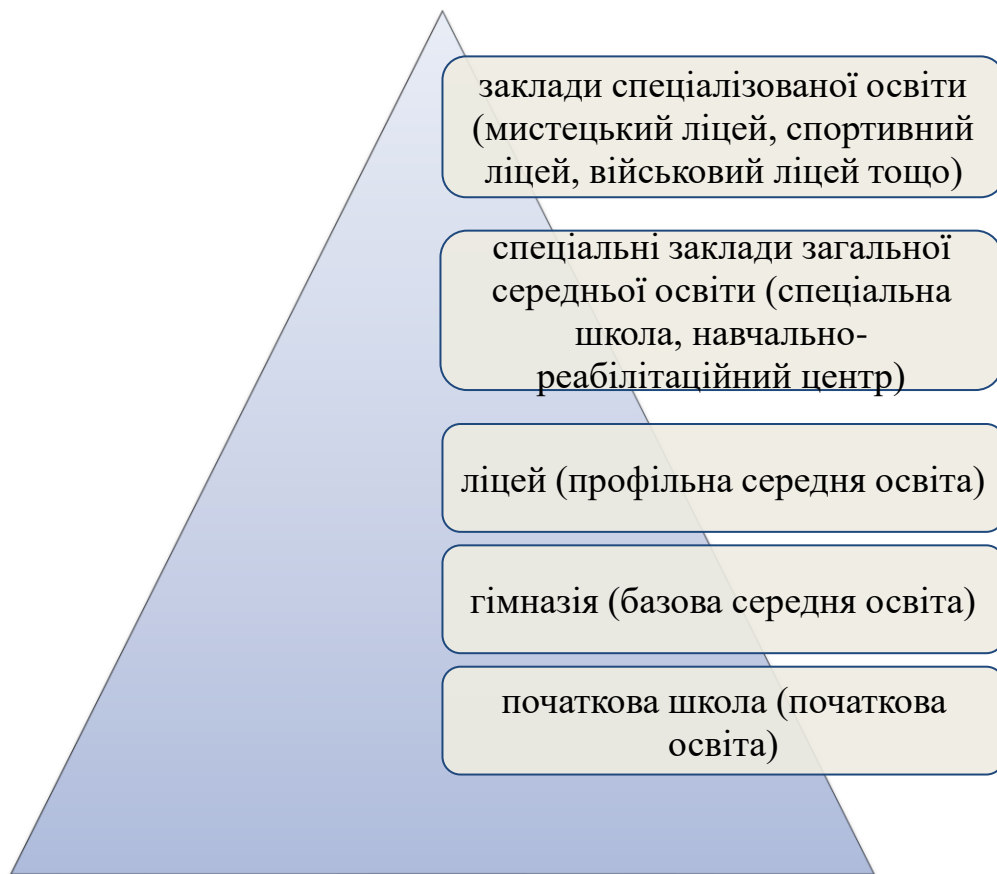 заклади спеціалізованої освіти
(мистецький ліцей, спортивний
ліцей, військовий ліцей тощо)
спеціальні заклади загальної
середньої освіти (спеціальна
школа, навчально-
реабілітаційний центр)
ліцей (профільна середня освіта)
гімназія (базова середня освіта)
початкова школа (початкова
освіта)